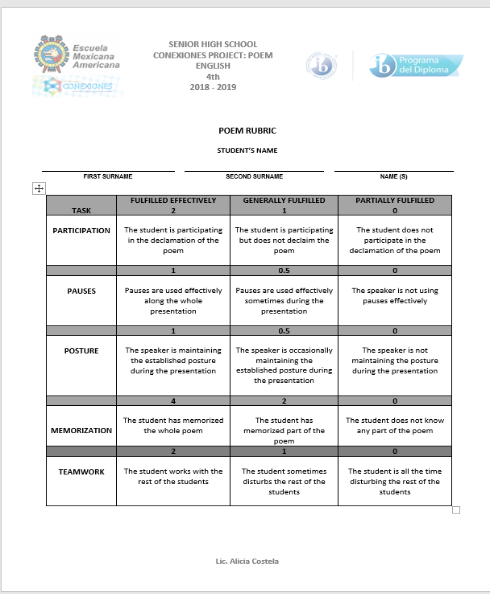 Escuela
Mexicana
Americana
CONEXIONES
SENIOR HIGH SCHOOL
CONEXIONES PROJECT: POEM
ENGLISH
4th
2018 - 2019
Programa
del Diploma
POEM RUBRIC
STUDENT'S NAME
FIRST SURNAME SECOND SURNAME NAME (S)
TASK FULFILLED EFFECTIVELY GENERALLY FULFILLED PARTIALLY FULFILLED
2 1 0
PARTICIPATION The student is participating The student is participating The student does not
in the declamation of the but does not declaim the participate in the
poem poem declamation of the poem
1 0.5 0
PAUSES Pauses are used effectively Pauses are used effectively The speaker is not using
along the whole sometimes during the pauses effectively
presentation presentation
1 0.5 0
POSTURE The speaker is maintaining The speaker is occasionally The speaker is not
the established posture maintaining the maintaining the posture
during the presentation established posture during during the presentation
the presentation
4 2 0
MEMORIZATION The student has memorized The student has The student does not know
the whole poem memorized part of the any part of the poem
poem
2 1 0
TEAMWORK The student works with the The student sometimes The student is all the time
rest of the students disturbs the rest of the disturbing the rest of the
students students
Lic. Alicia Costela